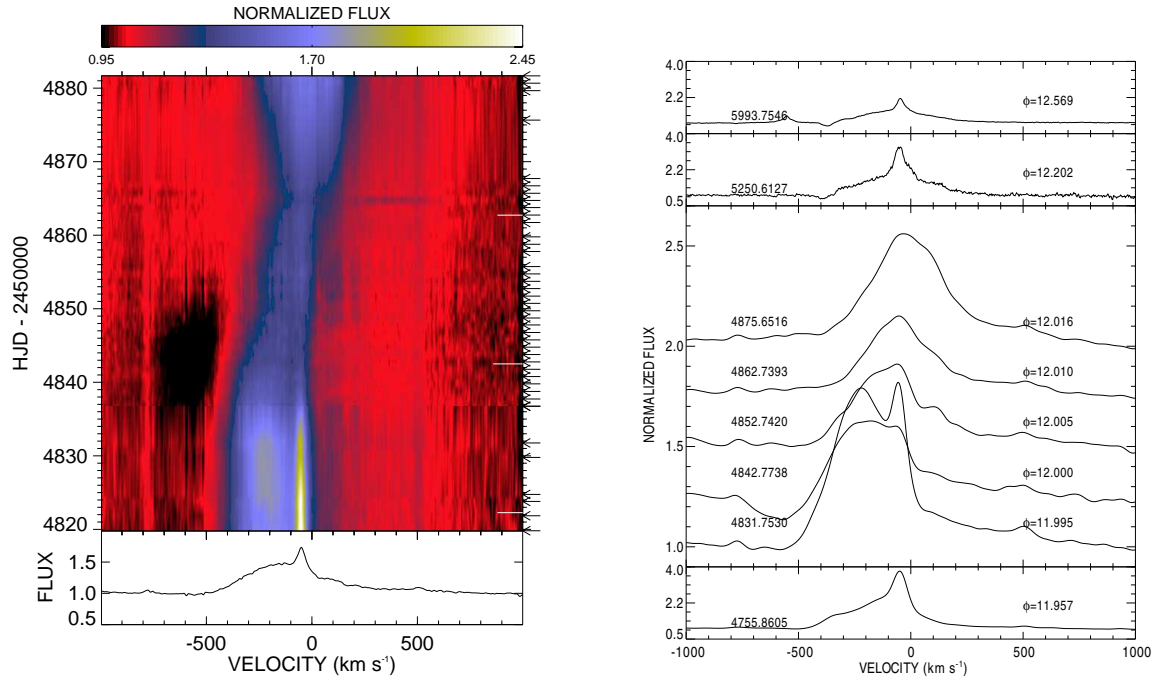 NORMALIZED FLUX
0.95 1.70 2.45
4880
4870
4860
4850
4840
4830
4820
HJD - 2450000
1.5
1.0
0.5
FLUX
-500 0 500
VELOCITY (km s-1)
4.0
2.2
5993.7546 ϕ=12.569
4.0
2.2
0.5
5250.6127 ϕ=12.202
2.5
2.0
1.5
1.0
NORMALIZED FLUX
4875.6516 ϕ=12.016
4862.7393 ϕ=12.010
4852.7420 ϕ=12.005
4842.7738 ϕ=12.000
4831.7530 ϕ=11.995
4.0
2.2
0.5
4755.8605 ϕ=11.957
-1000 -500 0 500 1000
VELOCITY (km s-1)